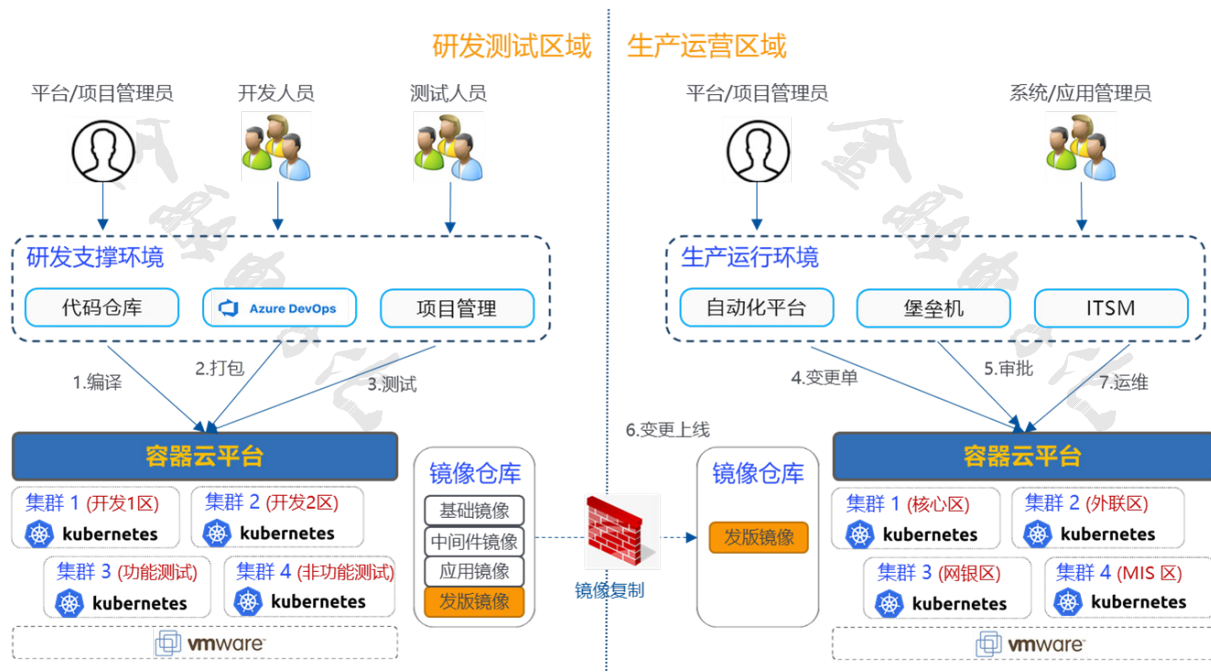 研发测试区域
生产运营区域
平台/项目管理员
开发人员
测试人员
平台/项目管理员
系统/应用管理员
研发支撑环境
代码仓库
Azure DevOps
项目管理
生产运行环境
自动化平台
堡垒机
ITSM
1.编译
2.打包
3.测试
4.变更单
5.审批
7.运维
6.变更上线
容器云平台
集群 1 (开发1区)
kubernetes
集群 2 (开发2区)
kubernetes
集群 3 (功能测试)
kubernetes
集群 4 (非功能测试)
kubernetes
vmware
镜像仓库
基础镜像
中间件镜像
应用镜像
发版镜像
镜像复制
镜像仓库
发版镜像
容器云平台
集群 1 (核心区)
kubernetes
集群 2 (外联区)
kubernetes
集群 3 (网银区)
kubernetes
集群 4 (MIS 区)
kubernetes
vmware